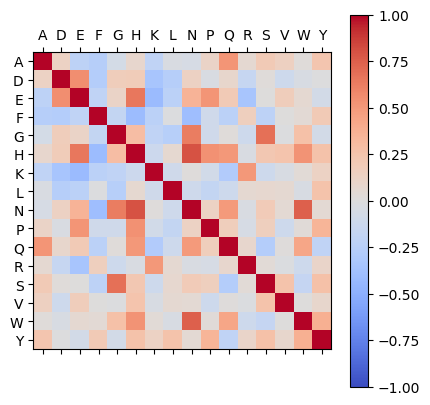 A D E F G H K L N P Q R S V W Y
A
D
E
F
G
H
K
L
N
P
Q
R
S
V
W
Y
1.00
0.75
0.50
0.25
0.00
−0.25
−0.50
−0.75
−1.00